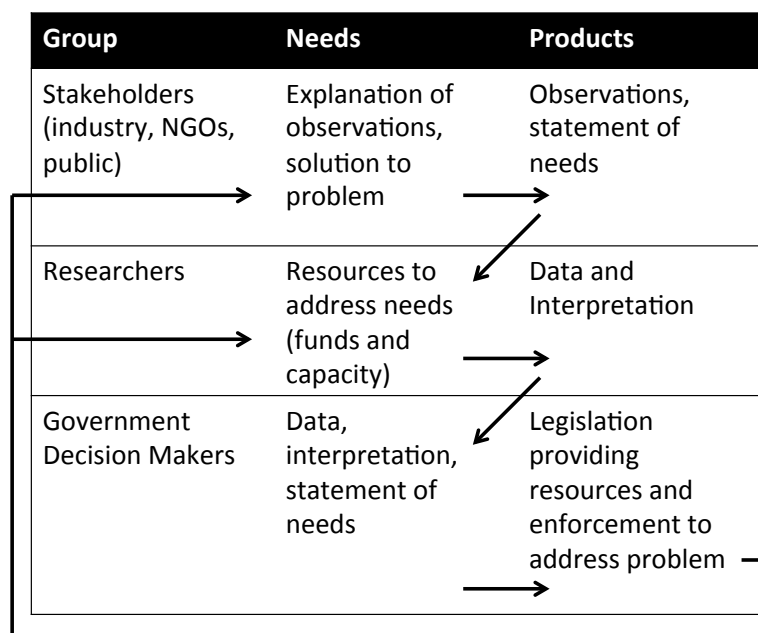 Group Needs Products
Stakeholders
(industry, NGOs,
public)
Explanation of
observations,
solution to
problem
Observations,
statement of
needs
Researchers
Resources to
address needs
(funds and
capacity)
Data and
Interpretation
Government
Decision Makers
Data,
interpretation,
statement of
needs
Legislation
providing
resources and
enforcement to
address problem